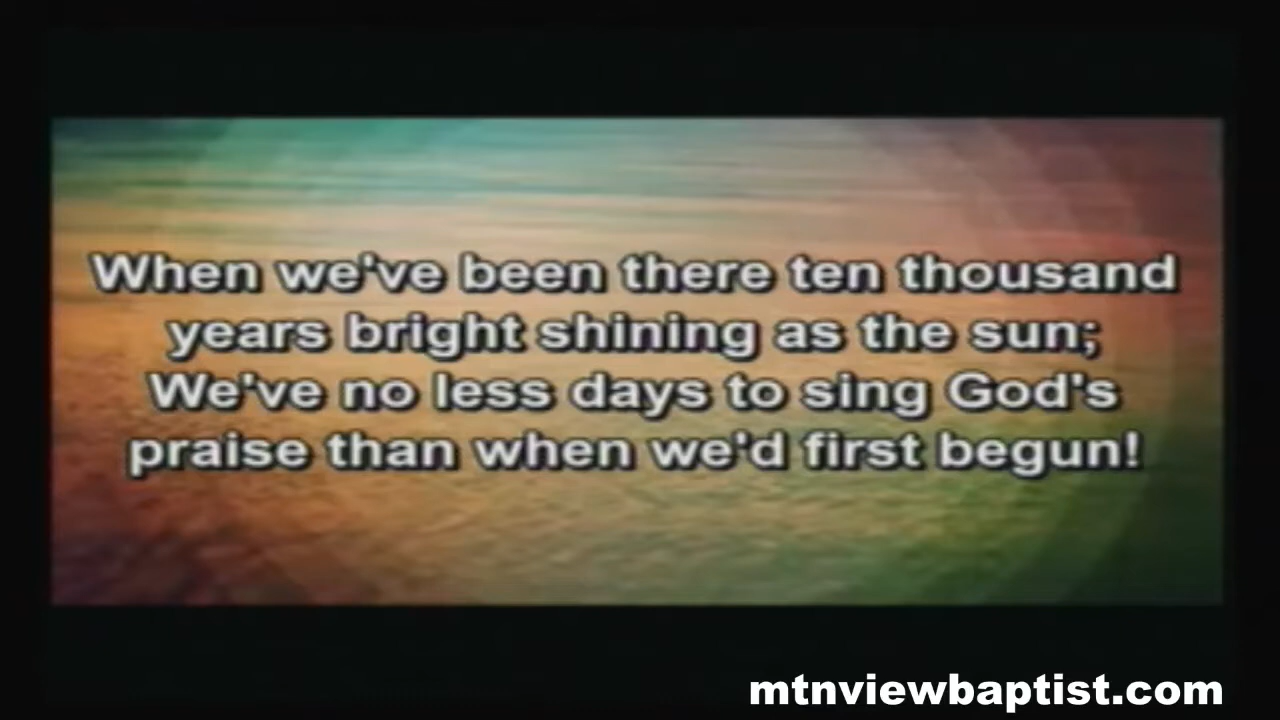 When we've been there ten thousand
years bright shining as the sun;
We've no less days to sing God's
praise than when we'd first begun!
mtnviewbaptist.com